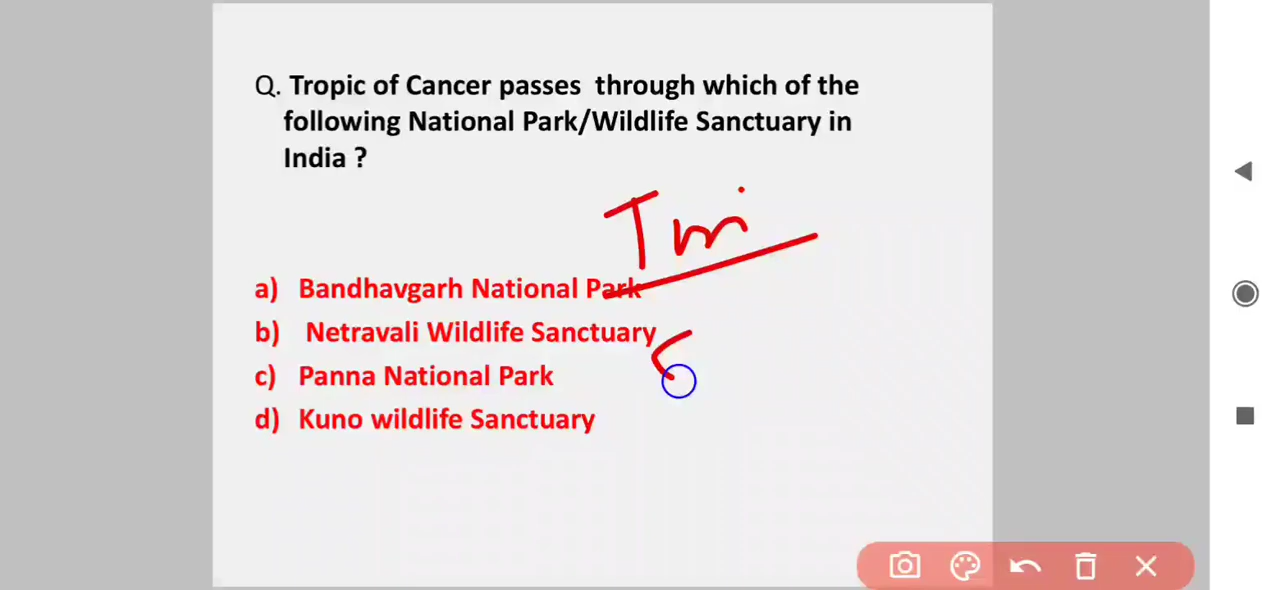 Q. Tropic of Cancer passes through which of the
following National Park/Wildlife Sanctuary in
India ?
Tmi
a) Bandhavgarh National Park
b) Netravali Wildlife Sanctuary
c) Panna National Park
d) Kuno wildlife Sanctuary